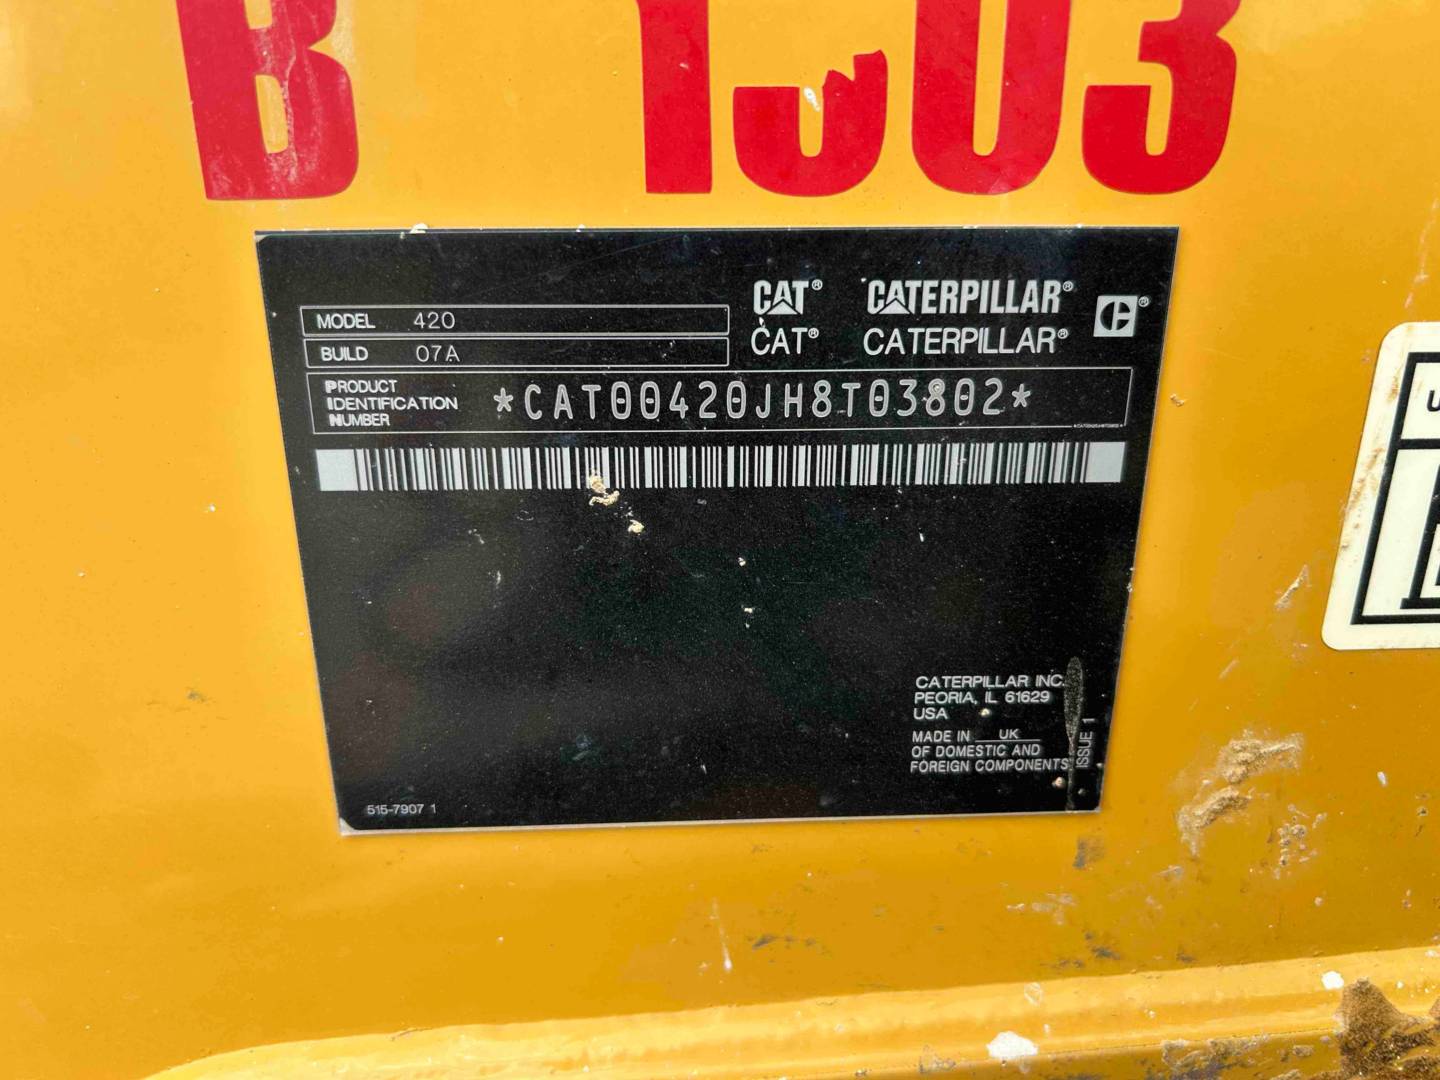 B 1303
CAT® CATERPILLAR®
CAT® CATERPILLAR®
MODEL 420
BUILD 07A
PRODUCT
IDENTIFICATION
NUMBER
*CAT00420JH8T03802*
CATERPILLAR INC.
PEORIA, IL 61629
USA
MADE IN UK
OF DOMESTIC AND
FOREIGN COMPONENTS
ISSUE 1
515-7907 1